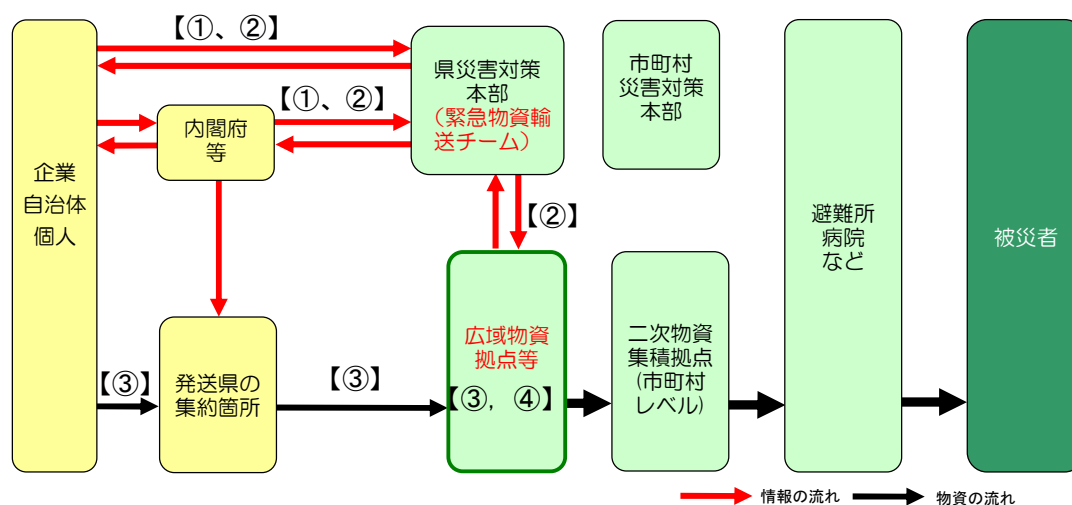 【①、②】
県災害対策
本部
（緊急物資輸
送チーム）
市町村
災害対策
本部
【①、②】
内閣府
等
企業
自治体
個人
【②】
避難所
病院
など
被災者
広域物資
拠点等
【③，④】
二次物資
集積拠点
(市町村
レベル)
【③】
発送県の
集約箇所
【③】
情報の流れ
物資の流れ